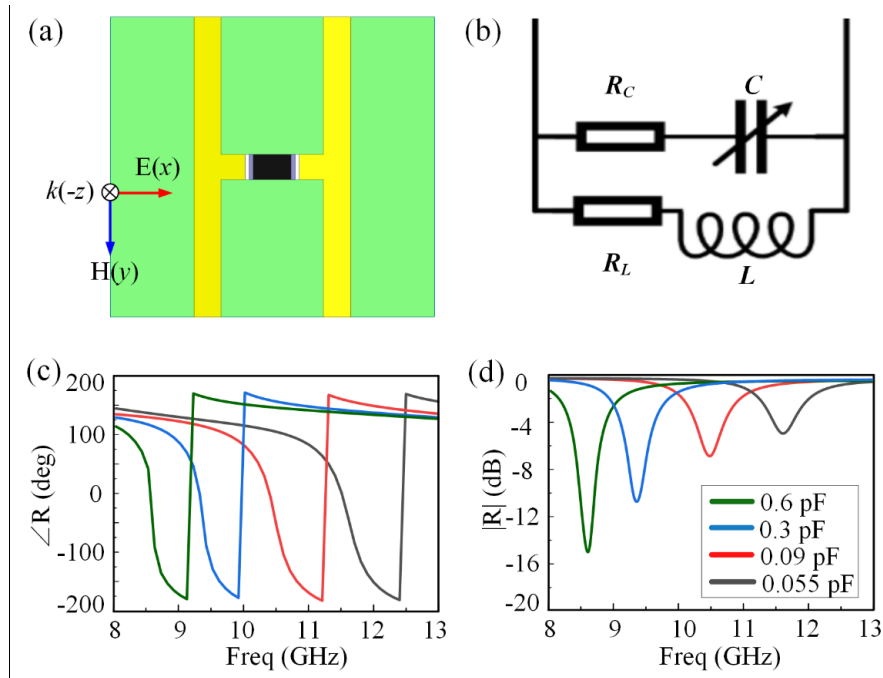 (a)
E(x)
k(-z)
H(y)
(b)
R_C
C
R_L
L
(c)
200
100
0
-100
-200
∠R (deg)
8 9 10 11 12 13
Freq (GHz)
(d)
0
-4
-8
-12
-16
-20
|R| (dB)
0.6 pF
0.3 pF
0.09 pF
0.055 pF
8 9 10 11 12 13
Freq (GHz)